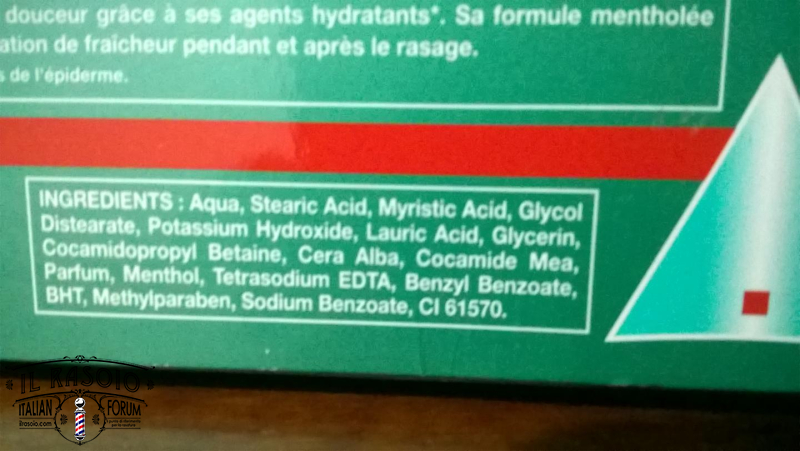 douceur grâce à ses agents hydratants*. Sa formule mentholée
ation de fraîcheur pendant et après le rasage.
s de l'épiderme.
INGREDIENTS : Aqua, Stearic Acid, Myristic Acid, Glycol
Distearate, Potassium Hydroxide, Lauric Acid, Glycerin,
Cocamidopropyl Betaine, Cera Alba, Cocamide Mea,
Parfum, Menthol, Tetrasodium EDTA, Benzyl Benzoate,
BHT, Methylparaben, Sodium Benzoate, CI 61570.
IL RASOIO
ITALIAN FORUM
ilrasoio.com